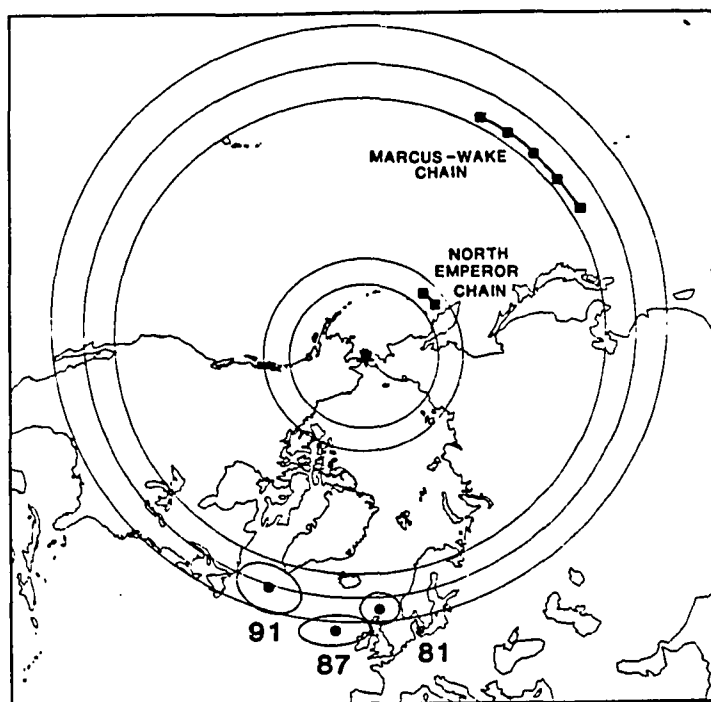 MARCUS-WAKE
CHAIN
NORTH
EMPEROR
CHAIN
91
87
81